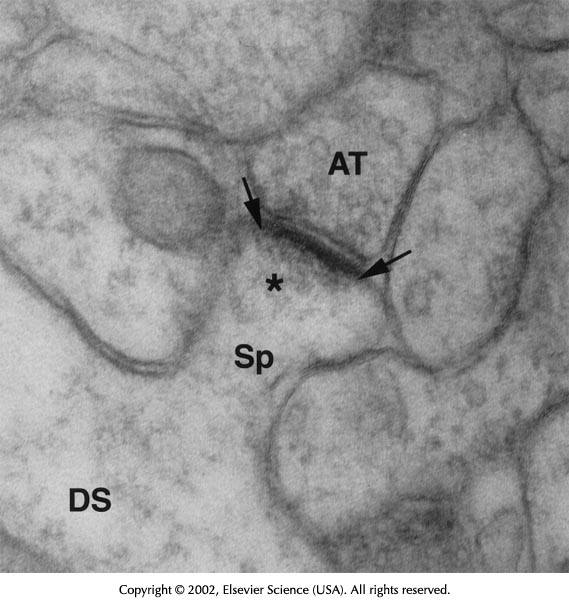 AT
*
Sp
DS
Copyright © 2002, Elsevier Science (USA). All rights reserved.